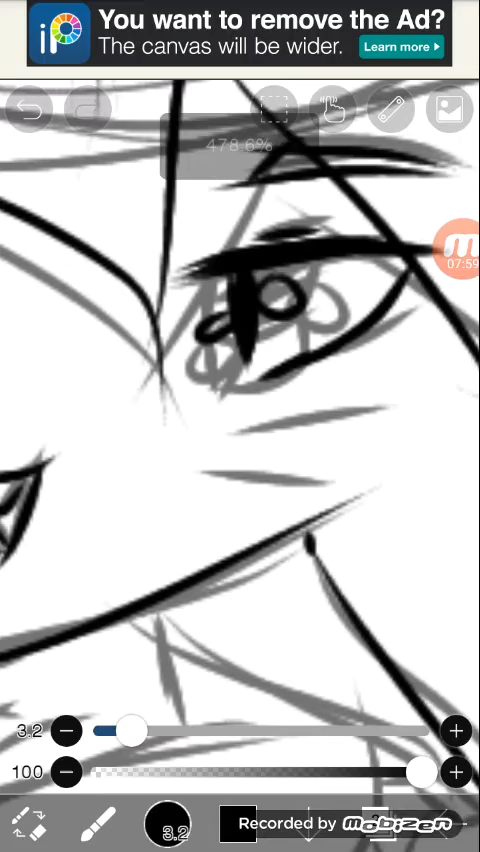 You want to remove the Ad?
iP
The canvas will be wider.
Learn more
478.6%
07:59
3.2
100
3.2
Recorded by mobizen